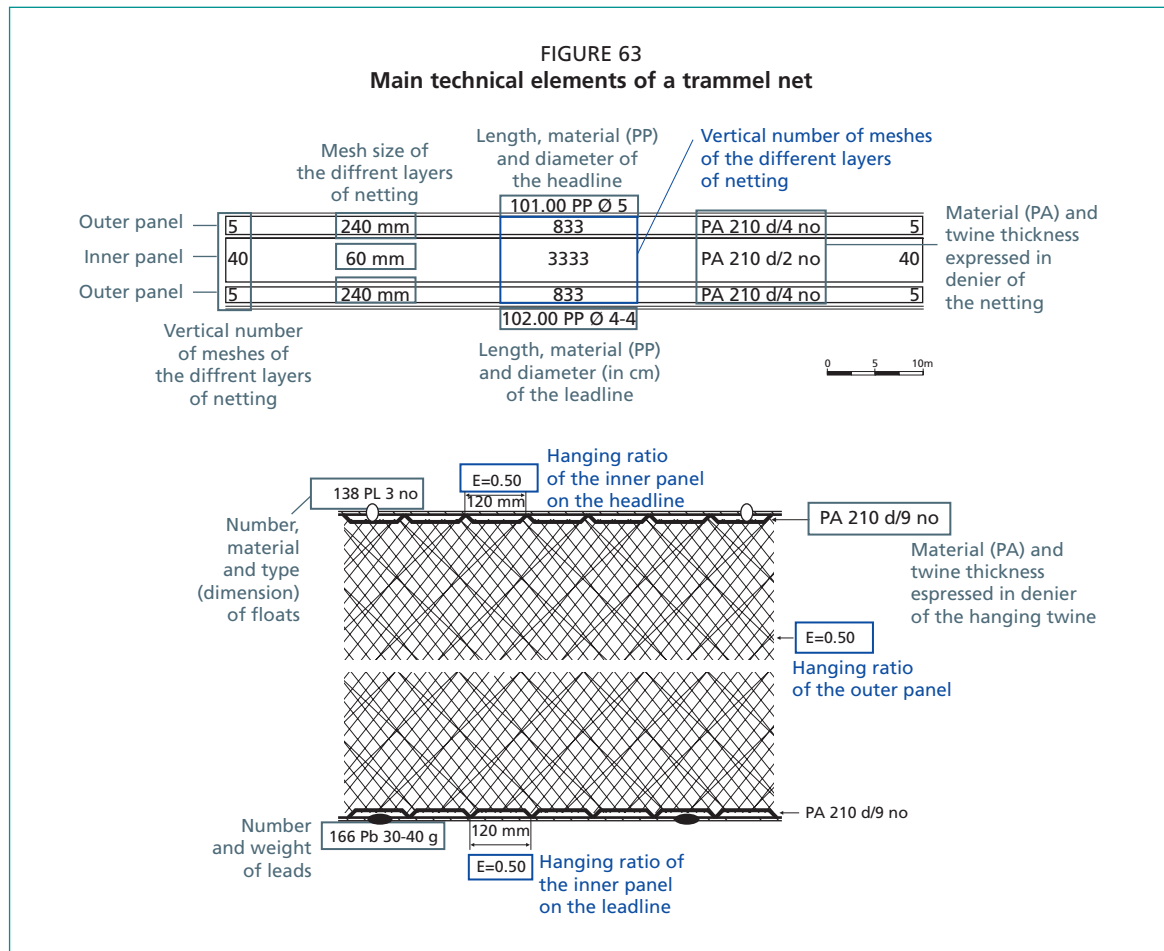 FIGURE 63
Main technical elements of a trammel net
Mesh size of
the diffrent layers
of netting
Length, material (PP)
and diameter of
the headline
Vertical number of meshes
of the different layers
of netting
101.00 PP Ø 5
Outer panel
5
240 mm
833
PA 210 d/4 no
5
Inner panel
40
60 mm
3333
PA 210 d/2 no
40
Outer panel
5
240 mm
833
PA 210 d/4 no
5
Material (PA) and
twine thickness
expressed in
denier of
the netting
102.00 PP Ø 4-4
Vertical number
of meshes of
the diffrent layers
of netting
Length, material (PP)
and diameter (in cm)
of the leadline
0 5 10m
138 PL 3 no
E=0.50
120 mm
Hanging ratio
of the inner panel
on the headline
Number,
material
and type
(dimension)
of floats
PA 210 d/9 no
Material (PA) and
twine thickness
espressed in denier
of the hanging twine
E=0.50
Hanging ratio
of the outer panel
PA 210 d/9 no
Number
and weight
of leads
166 Pb 30-40 g
120 mm
E=0.50
Hanging ratio of
the inner panel
on the leadline